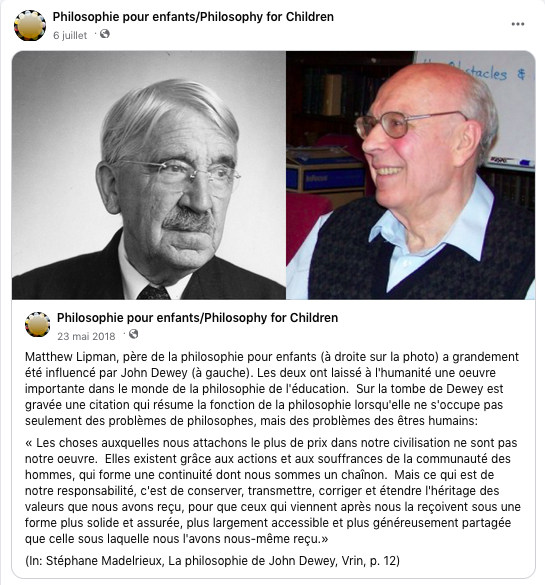 Philosophie pour enfants/Philosophy for Children
6 juillet ·
Obstacles &
Philosophie pour enfants/Philosophy for Children
23 mai 2018 ·
Matthew Lipman, père de la philosophie pour enfants (à droite sur la photo) a grandement
été influencé par John Dewey (à gauche). Les deux ont laissé à l'humanité une oeuvre
importante dans le monde de la philosophie de l'éducation.  Sur la tombe de Dewey est
gravée une citation qui résume la fonction de la philosophie lorsqu'elle ne s'occupe pas
seulement des problèmes de philosophes, mais des problèmes des êtres humains:
« Les choses auxquelles nous attachons le plus de prix dans notre civilisation ne sont pas
notre oeuvre.  Elles existent grâce aux actions et aux souffrances de la communauté des
hommes, qui forme une continuité dont nous sommes un chaînon.  Mais ce qui est de
notre responsabilité, c'est de conserver, transmettre, corriger et étendre l'héritage des
valeurs que nous avons reçu, pour que ceux qui viennent après nous la reçoivent sous une
forme plus solide et assurée, plus largement accessible et plus généreusement partagée
que celle sous laquelle nous l'avons nous-même reçu.»
(In: Stéphane Madelrieux, La philosophie de John Dewey, Vrin, p. 12)